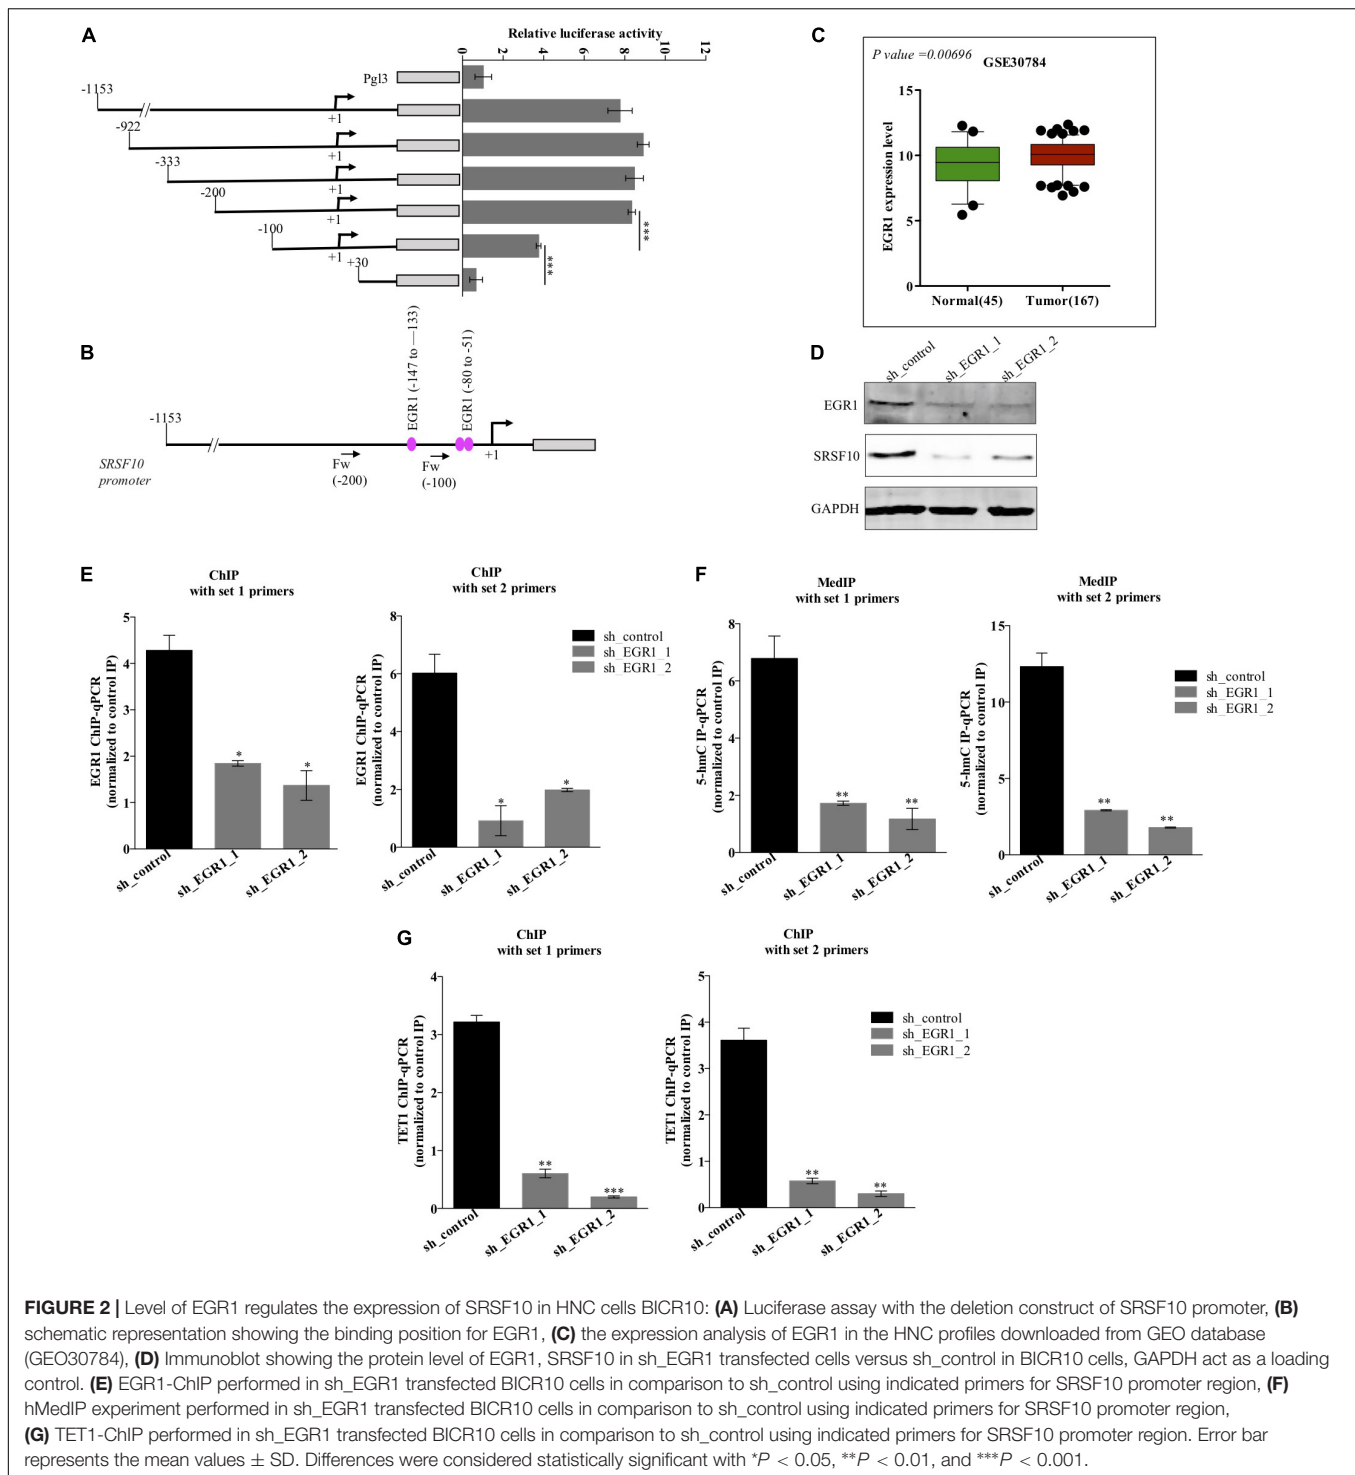 A
Relative luciferase activity
0 2 4 6 8 10 12
Pgl3
-1153
+1
-922
+1
-333
+1
-200
+1
***
-100
+1
***
+30
B
EGR1 (-147 to —133)
EGR1 (-80 to -51)
-1153
+1
SRSF10
promoter
Fw
(-200)
Fw
(-100)
C
P value =0.00696
GSE30784
EGR1 expression level
15
10
5
0
Normal(45) Tumor(167)
D
sh_control sh_EGR1_1 sh_EGR1_2
EGR1
SRSF10
GAPDH
E
ChIP
with set 1 primers
EGR1 ChIP-qPCR
(normalized to control IP)
5
4
3
2
1
0
* *
sh_control sh_EGR1_1 sh_EGR1_2
ChIP
with set 2 primers
EGR1 ChIP-qPCR
(normalized to control IP)
8
6
4
2
0
* *
sh_control sh_EGR1_1 sh_EGR1_2
sh_control
sh_EGR1_1
sh_EGR1_2
F
MedIP
with set 1 primers
5-hmC IP-qPCR
(normalized to control IP)
8
6
4
2
0
** **
sh_control sh_EGR1_1 sh_EGR1_2
MedIP
with set 2 primers
5-hmC IP-qPCR
(normalized to control IP)
15
10
5
0
** **
sh_control sh_EGR1_1 sh_EGR1_2
sh_control
sh_EGR1_1
sh_EGR1_2
G
ChIP
with set 1 primers
TET1 ChIP-qPCR
(normalized to control IP)
4
3
2
1
0
** ***
sh_control sh_EGR1_1 sh_EGR1_2
ChIP
with set 2 primers
TET1 ChIP-qPCR
(normalized to control IP)
5
4
3
2
1
0
** **
sh_control sh_EGR1_1 sh_EGR1_2
sh_control
sh_EGR1_1
sh_EGR1_2
FIGURE 2 | Level of EGR1 regulates the expression of SRSF10 in HNC cells BICR10: (A) Luciferase assay with the deletion construct of SRSF10 promoter, (B)
schematic representation showing the binding position for EGR1, (C) the expression analysis of EGR1 in the HNC profiles downloaded from GEO database
(GEO30784), (D) Immunoblot showing the protein level of EGR1, SRSF10 in sh_EGR1 transfected cells versus sh_control in BICR10 cells, GAPDH act as a loading
control. (E) EGR1-ChIP performed in sh_EGR1 transfected BICR10 cells in comparison to sh_control using indicated primers for SRSF10 promoter region, (F)
hMedIP experiment performed in sh_EGR1 transfected BICR10 cells in comparison to sh_control using indicated primers for SRSF10 promoter region,
(G) TET1-ChIP performed in sh_EGR1 transfected BICR10 cells in comparison to sh_control using indicated primers for SRSF10 promoter region. Error bar
represents the mean values ± SD. Differences were considered statistically significant with *P < 0.05, **P < 0.01, and ***P < 0.001.